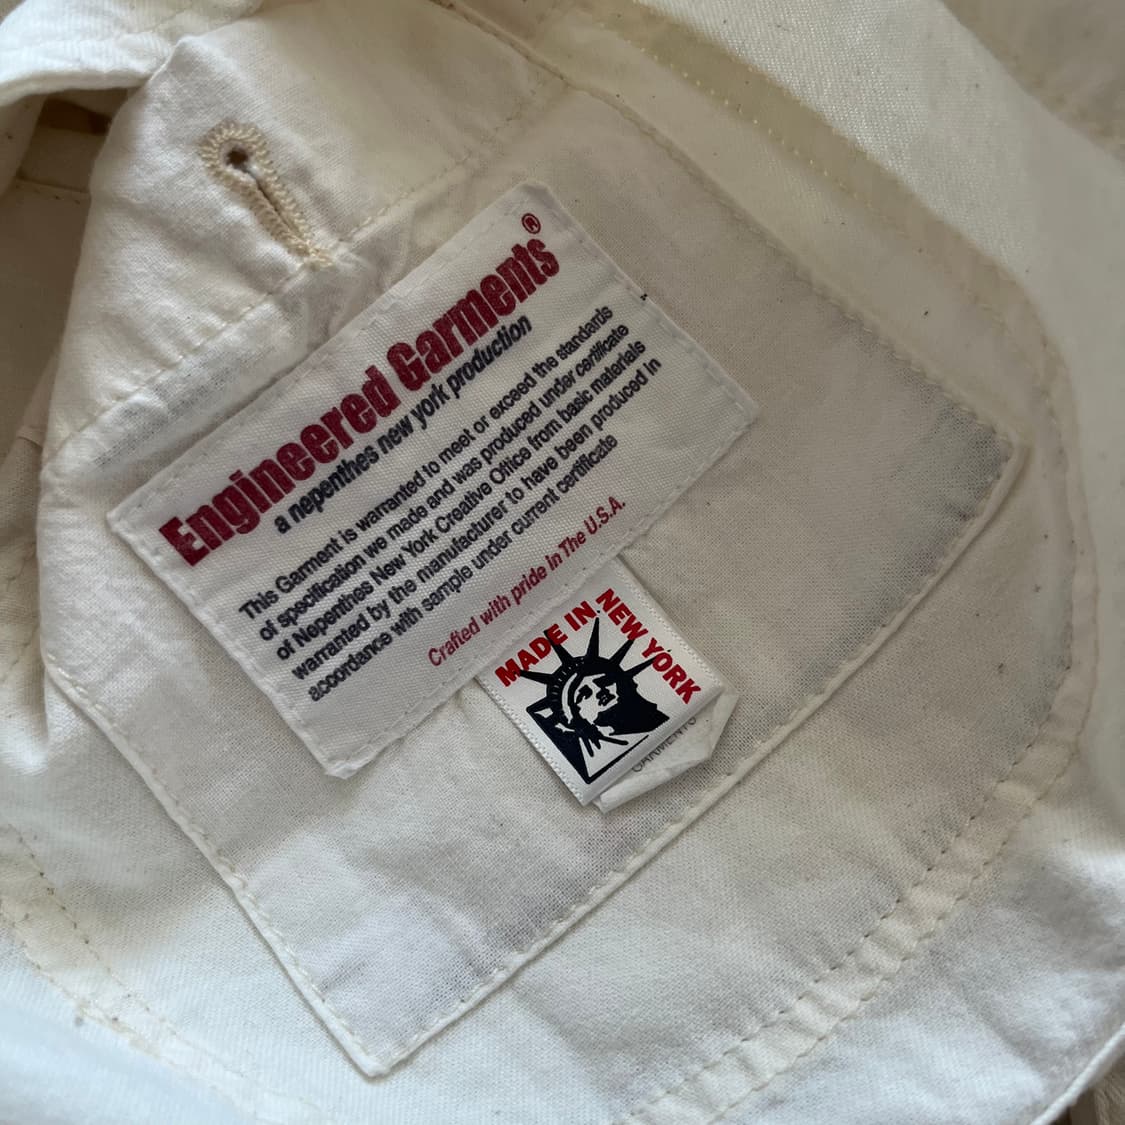 Engineered Garments®
a nepenthes new york production
This Garment is warranted to meet or exceed the standards
of specification we made and was produced under certificate
of Nepenthes New York Creative Office from basic materials
warranted by the manufacturer to have been produced in
accordance with sample under current certificate
Crafted with pride in The U.S.A.
MADE IN NEW YORK
GARMENTS